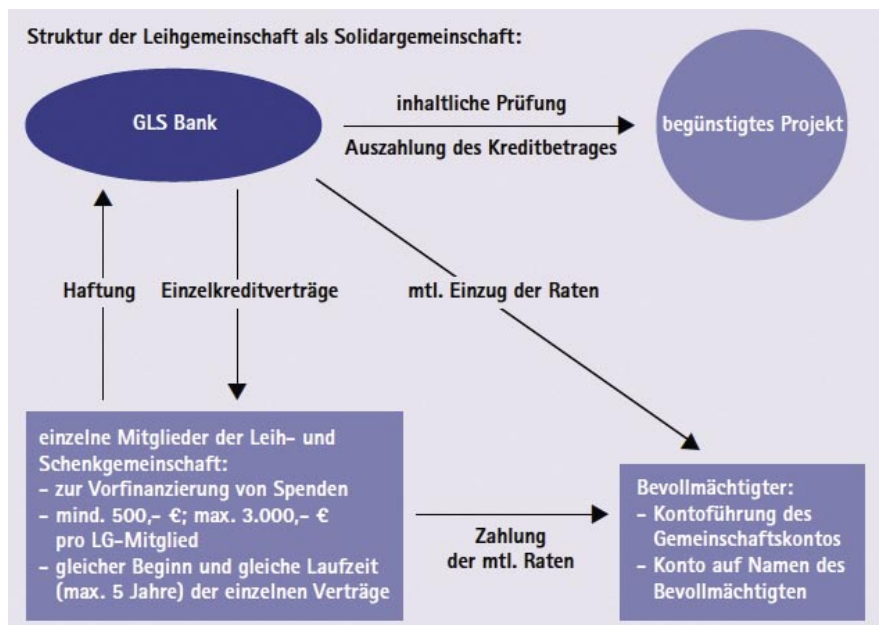 Struktur der Leihgemeinschaft als Solidargemeinschaft:
GLS Bank
inhaltliche Prüfung
Auszahlung des Kreditbetrages
begünstigtes Projekt
Haftung
Einzelkreditverträge
mtl. Einzug der Raten
einzelne Mitglieder der Leih- und
Schenkgemeinschaft:
– zur Vorfinanzierung von Spenden
– mind. 500,- €; max. 3.000,- €
pro LG-Mitglied
– gleicher Beginn und gleiche Laufzeit
(max. 5 Jahre) der einzelnen Verträge
Zahlung
der mtl. Raten
Bevollmächtigter:
– Kontoführung des
Gemeinschaftskontos
– Konto auf Namen des
Bevollmächtigten